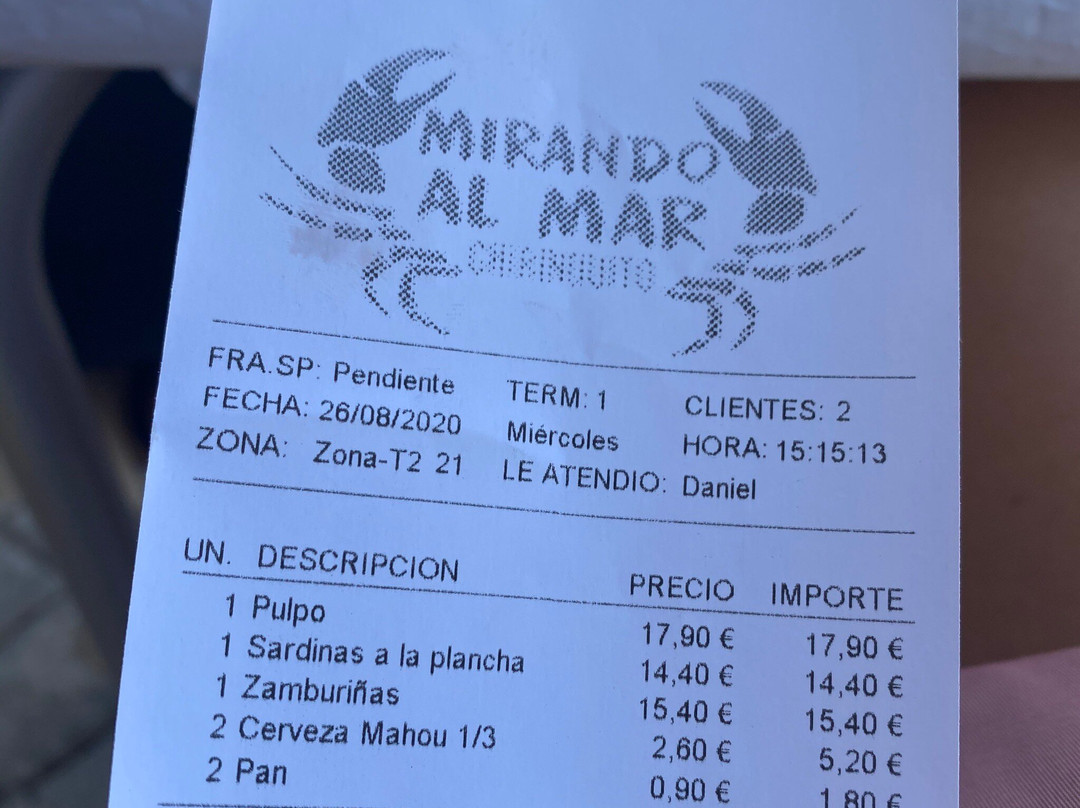 MIRANDO
AL MAR
CHIRINGUITO
FRA.SP: Pendiente TERM: 1 CLIENTES: 2
FECHA: 26/08/2020 Miércoles HORA: 15:15:13
ZONA: Zona-T2 21 LE ATENDIO: Daniel
UN. DESCRIPCION PRECIO IMPORTE
1 Pulpo 17,90 € 17,90 €
1 Sardinas a la plancha 14,40 € 14,40 €
1 Zamburiñas 15,40 € 15,40 €
2 Cerveza Mahou 1/3 2,60 € 5,20 €
2 Pan 0,90 € 1,80 €